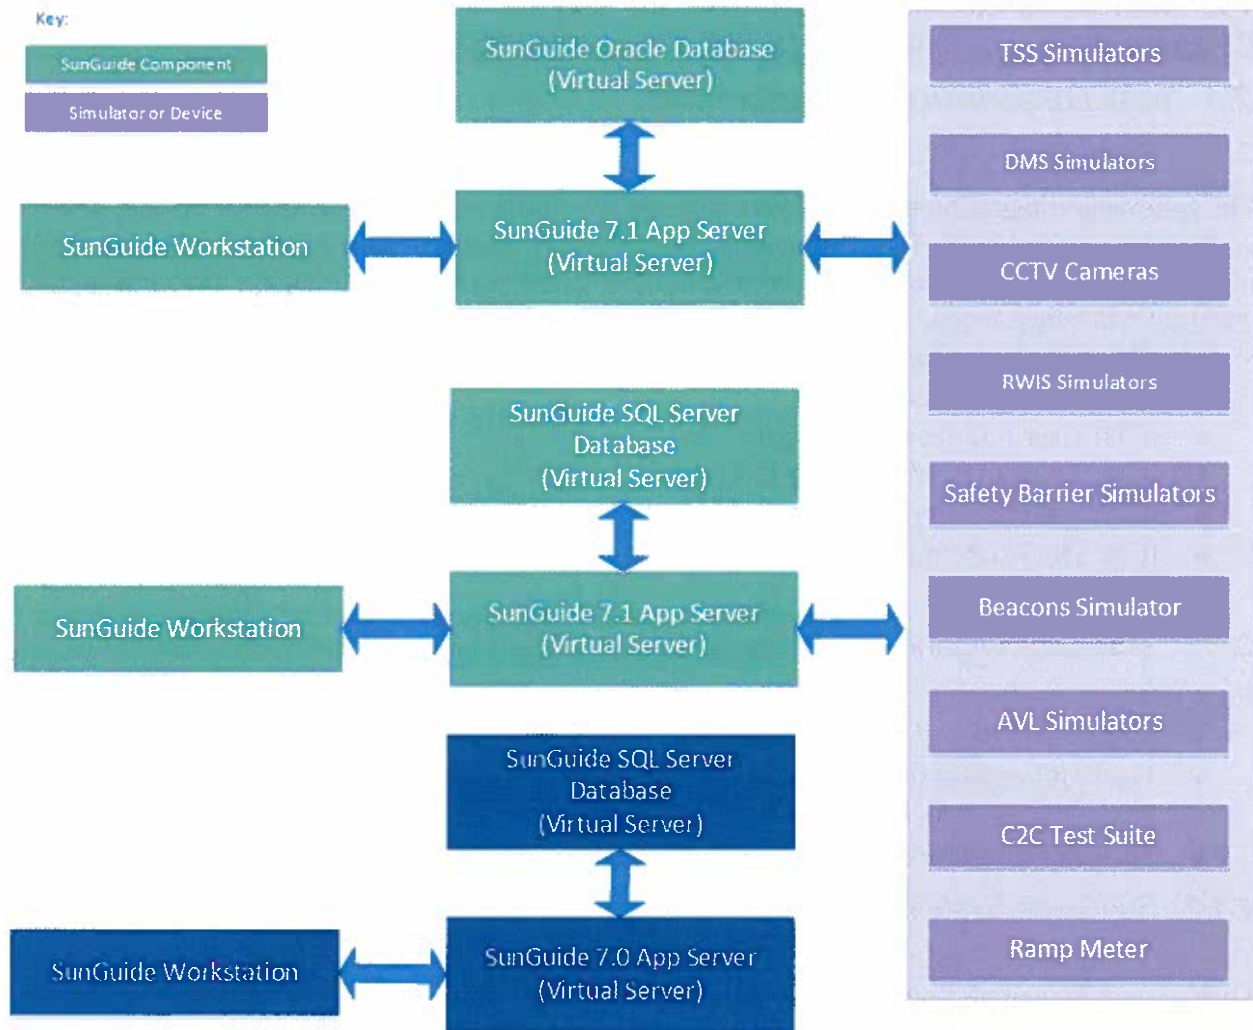 Key:
SunGuide Component
Simulator or Device
SunGuide Oracle Database
(Virtual Server)
SunGuide Workstation
SunGuide 7.1 App Server
(Virtual Server)
SunGuide SQL Server
Database
(Virtual Server)
SunGuide Workstation
SunGuide 7.1 App Server
(Virtual Server)
SunGuide SQL Server
Database
(Virtual Server)
SunGuide Workstation
SunGuide 7.0 App Server
(Virtual Server)
TSS Simulators
DMS Simulators
CCTV Cameras
RWIS Simulators
Safety Barrier Simulators
Beacons Simulator
AVL Simulators
C2C Test Suite
Ramp Meter